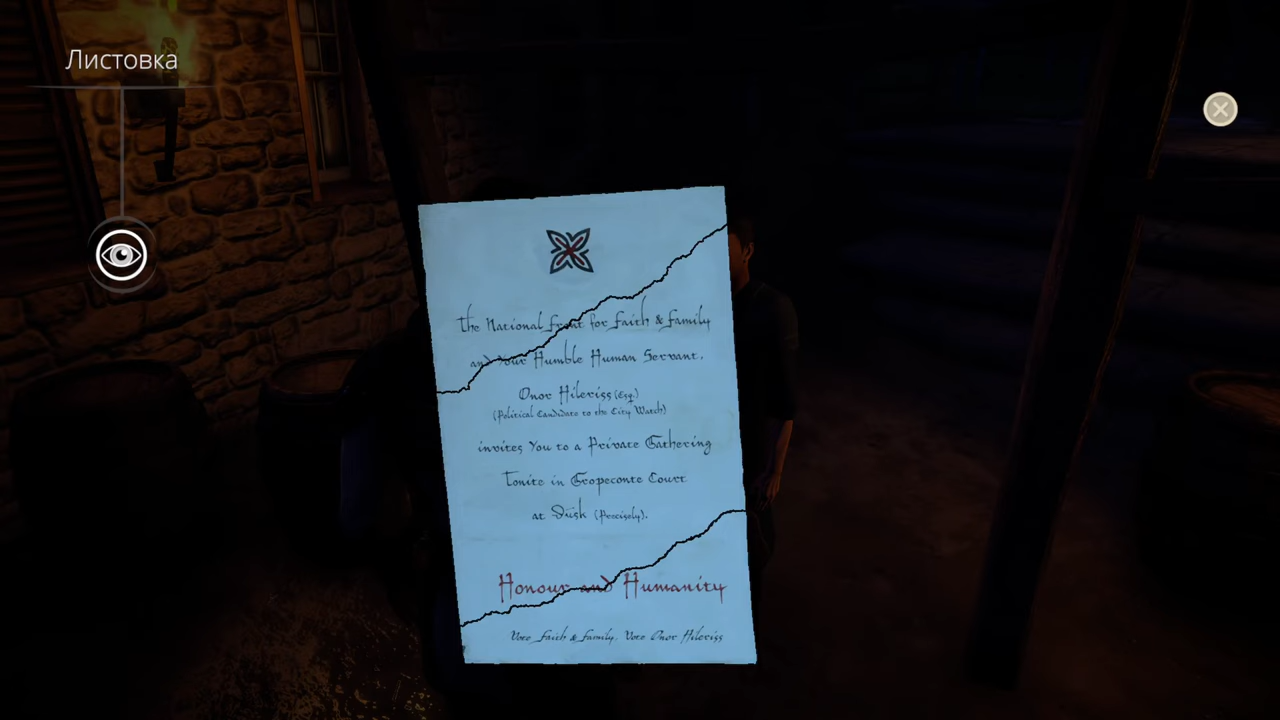 Листовка
The National Front for Faith & Family
and Your Humble Human Servant,
Onor Hileriss (Esq.)
(Political Candidate to the City Watch)
invites You to a Private Gathering
Tonite in Gropecunte Court
at Dusk (Precisely).
Honour and Humanity
Vote Faith & Family. Vote Onor Hileriss